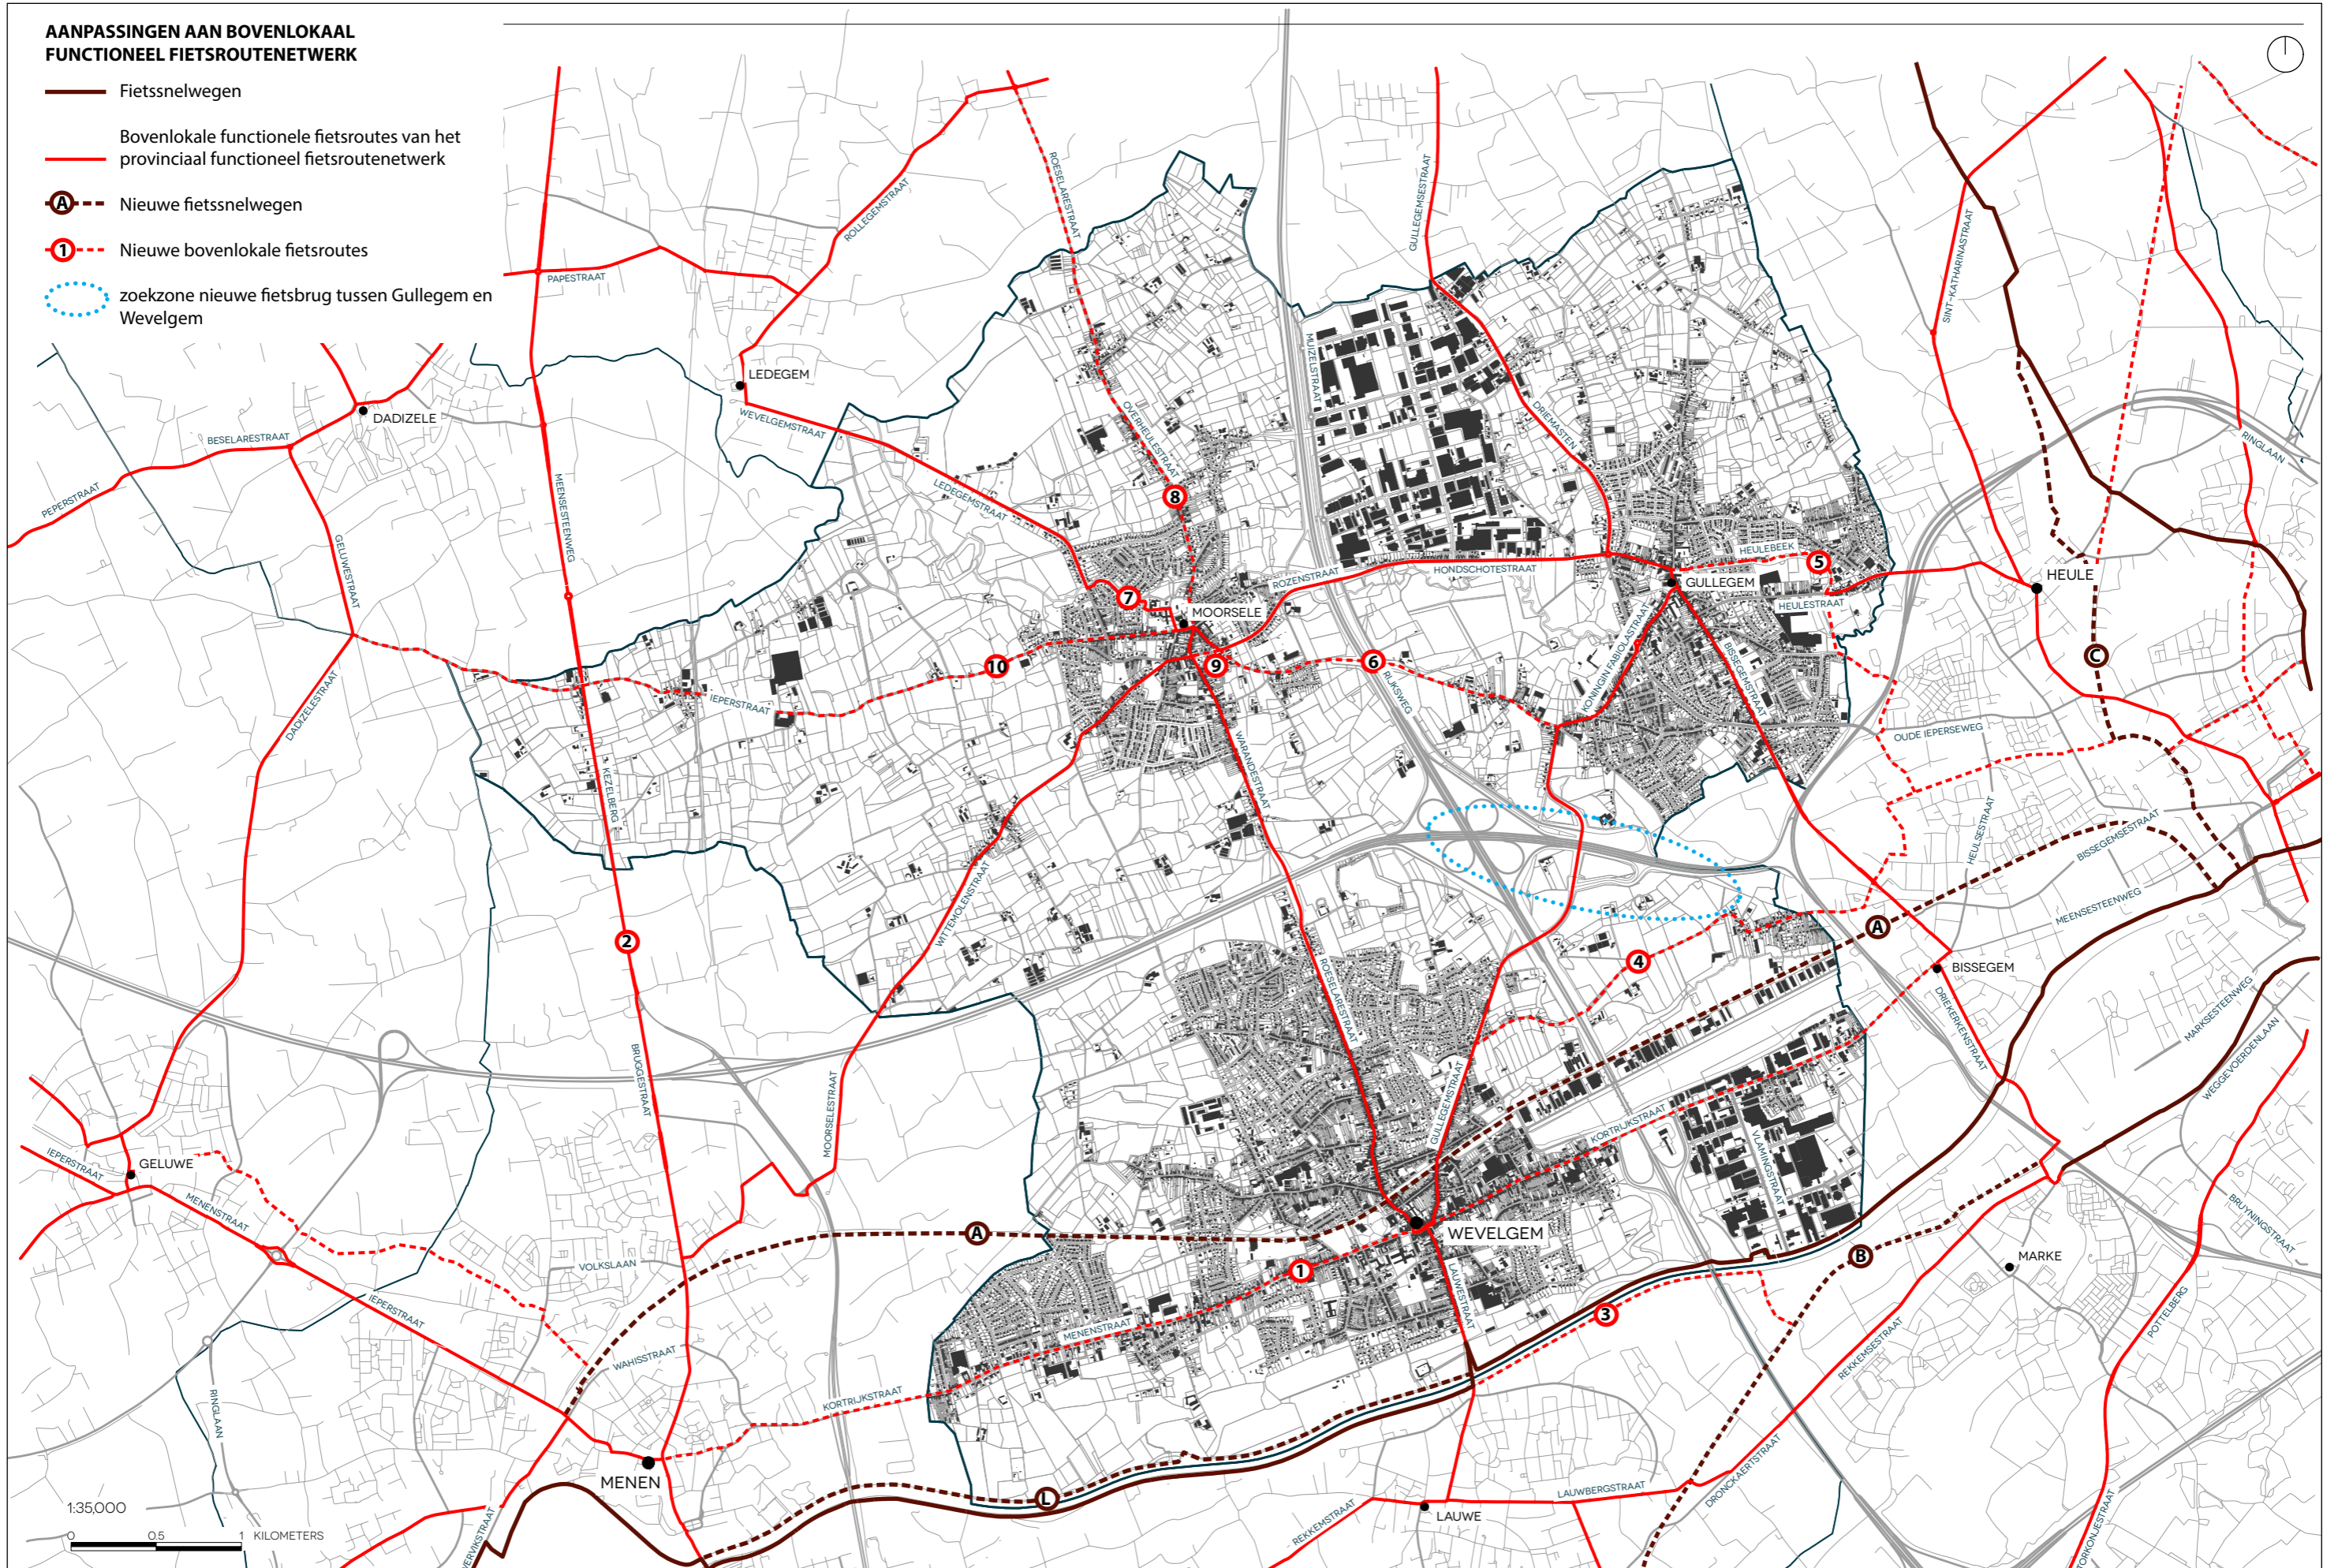 AANPASSINGEN AAN BOVENLOKAAL
FUNCTIONEEL FIETSROUTENETWERK
Fietssnelwegen
Bovenlokale functionele fietsroutes van het
provinciaal functioneel fietsroutenetwerk
A
Nieuwe fietssnelwegen
1
Nieuwe bovenlokale fietsroutes
zoekzone nieuwe fietsbrug tussen Gullegem en
Wevelgem
ROESELARESTRAAT
GULLEGEMSESTRAAT
ROLLEGEMSTRAAT
SINT-KATHARINASTRAAT
PAPESTRAAT
MUIZELSTRAAT
LEDEGEM
DADIZELE
WEVELGEMSTRAAT
OVERHEULESTRAAT
DRIEMASTEN
BESELARESTRAAT
RINGLAAN
PEPERSTRAAT
MEENSESTEENWEG
LEDEGEMSTRAAT
8
GELUWESTRAAT
HEULEBEEK
5
HONDSCHOTESTRAAT
ROZENSTRAAT
GULLEGEM
HEULE
7
MOORSELE
HEULESTRAAT
10
9
6
C
KONINGIN FABIOLASTRAAT
BISSEGEMSTRAAT
RIJKSWEG
IEPERSTRAAT
DADIZELESTRAAT
OUDE IEPERSEWEG
WARANDESTRAAT
KEZELBERG
HEULSESTRAAT
BISSEGEMSESTRAAT
WITTEMOLENSTRAAT
MEENSESTEENWEG
A
2
4
BISSEGEM
ROESELARESTRAAT
DRIEKERKENSTRAAT
MARKSESTEENWEG
WEGGEVOERDENLAAN
BRUGGESTRAAT
MOORSELESTRAAT
GULLEGEMSTRAAT
KORTRIJKSTRAAT
VLAMINGSTRAAT
IEPERSTRAAT
GELUWE
MENENSTRAAT
BRUYNINGSTRAAT
A
WEVELGEM
B
MARKE
VOLKSLAAN
1
LAUWESTRAAT
IEPERSTRAAT
3
MENENSTRAAT
POTTELBERG
REKKEMSESTRAAT
WAHISSTRAAT
RINGLAAN
KORTRIJKSTRAAT
MENEN
L
LAUWBERGSTRAAT
DRONCKAERTSTRAAT
REKKEMSTRAAT
LAUWE
TORKONJESTRAAT
WERVIKSTRAAT
1:35,000
0 0.5 1 KILOMETERS